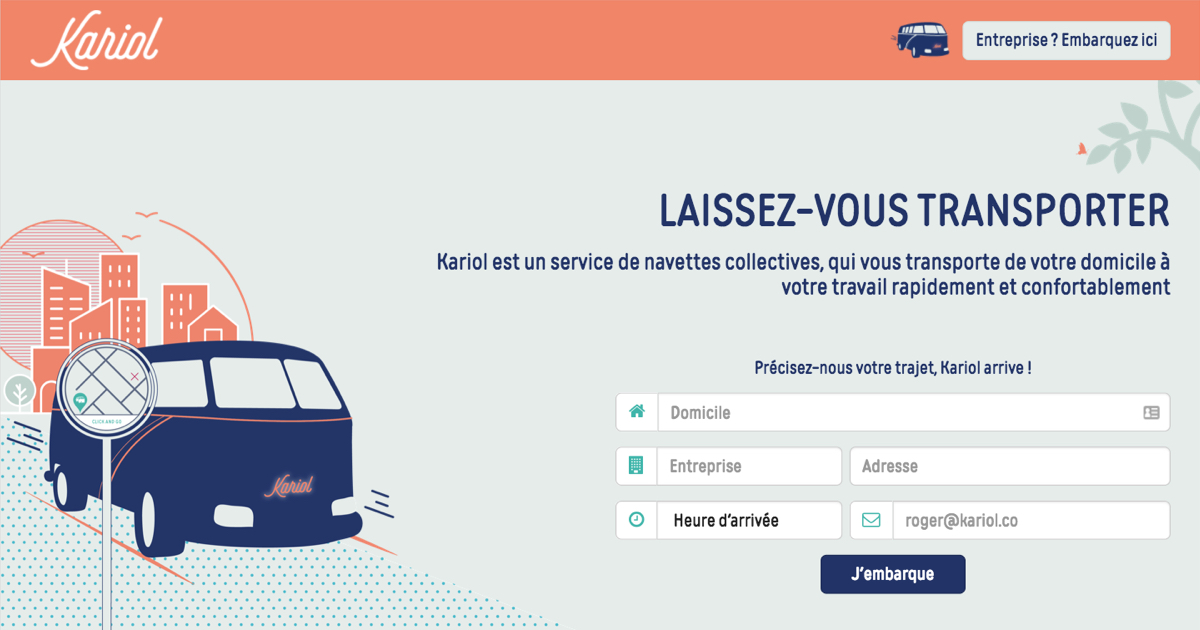 Kariol
Entreprise ? Embarquez ici
LAISSEZ-VOUS TRANSPORTER
Kariol est un service de navettes collectives, qui vous transporte de votre domicile à
votre travail rapidement et confortablement
Précisez-nous votre trajet, Kariol arrive !
Domicile
Entreprise
Adresse
Heure d'arrivée
roger@kariol.co
J'embarque
CLICK AND GO
Kariol